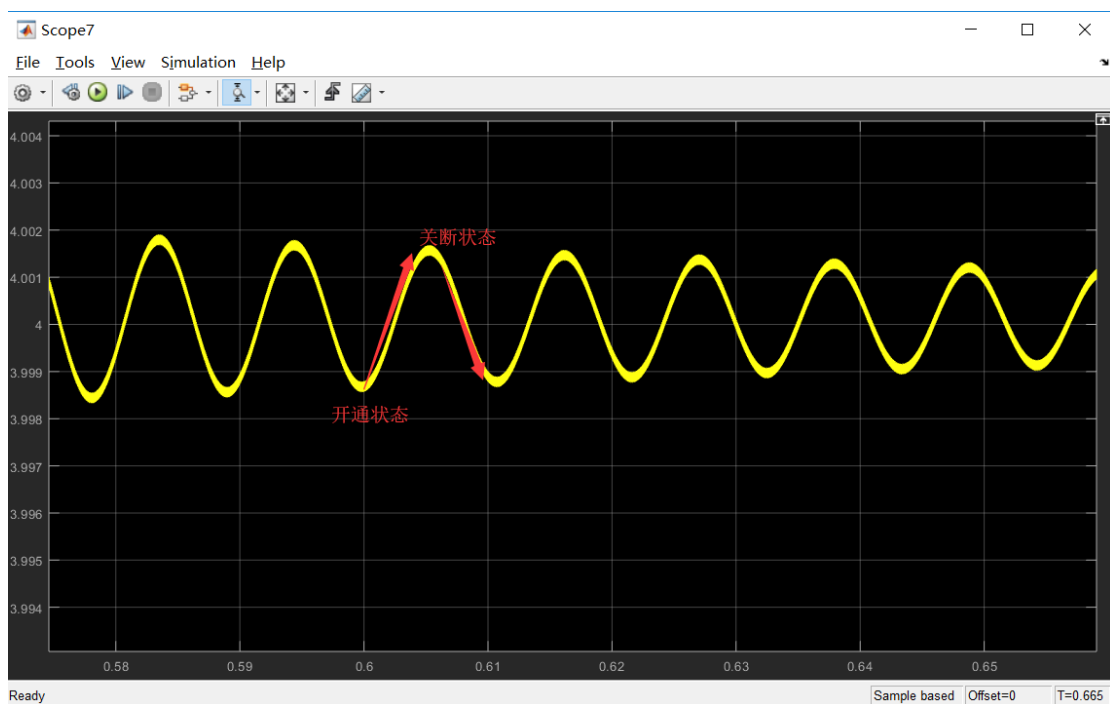 Scope7
File Tools View Simulation Help
4.004
4.003
4.002
4.001
4
3.999
3.998
3.997
3.996
3.995
3.994
关断状态
开通状态
0.58 0.59 0.6 0.61 0.62 0.63 0.64 0.65
Ready Sample based Offset=0 T=0.665